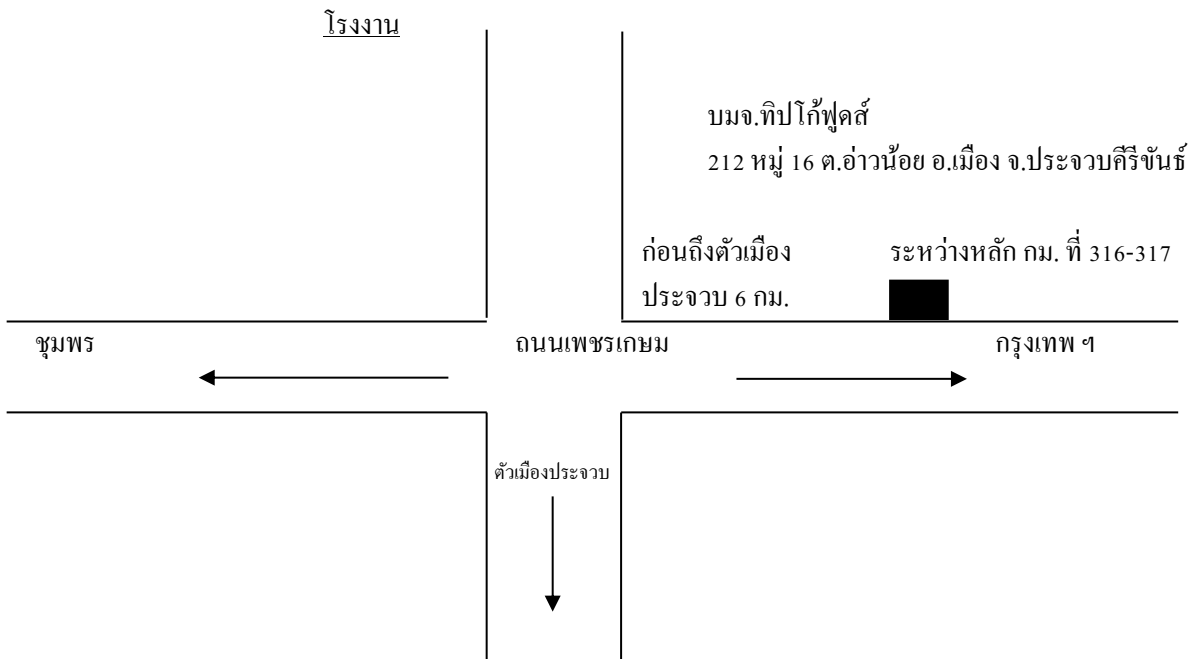 โรงงาน
บมจ.ทิปโก้ฟูดส์
212 หมู่ 16 ต.อ่าวน้อย อ.เมือง จ.ประจวบคีรีขันธ์
ก่อนถึงตัวเมือง
ประจวบ 6 กม.
ระหว่างหลัก กม. ที่ 316-317
ชุมพร
ถนนเพชรเกษม
กรุงเทพ ฯ
ตัวเมืองประจวบ